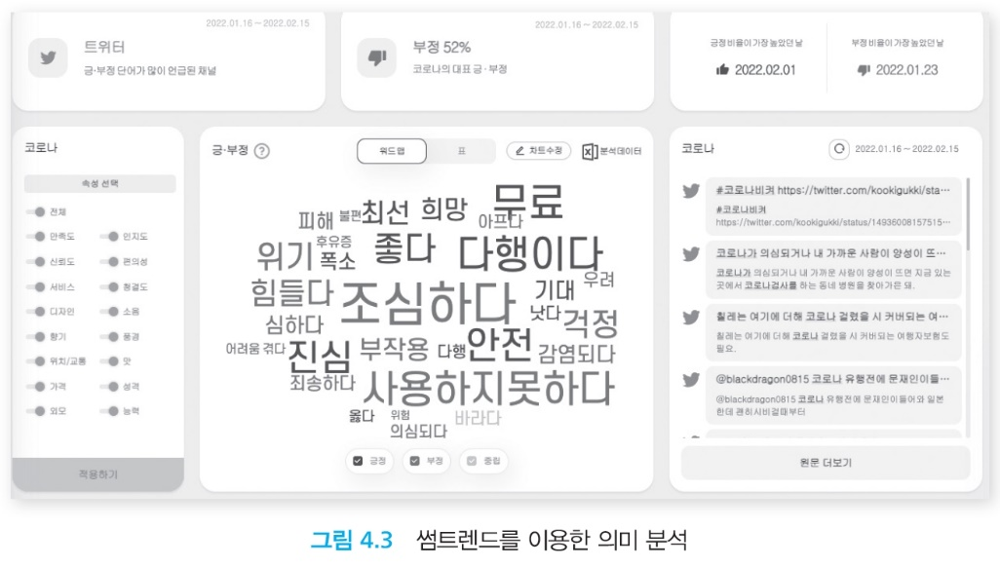 2022.01.16 ~ 2022.02.15
트위터
긍·부정 단어가 많이 언급된 채널
2022.01.16 ~ 2022.02.15
부정 52%
코로나의 대표 긍·부정
긍정비율이가장높았던날
2022.02.01
부정비율이가장높았던날
2022.01.23
코로나
속성 선택
전체
만족도 인지도
신뢰도 편의성
서비스 청결도
디자인 소음
향기 풍경
위치/교통 맛
가격 성격
외모 능력
적용하기
긍·부정 ?
워드맵 표 차트수정 분석데이터
피해 불편 최선 희망 아프다 무료
위기 후유증 폭소 좋다 다행이다
힘들다 조심하다 기대 우려
심하다 낫다 걱정
어려움 겪다 진심 부작용 다행 안전 감염되다
죄송하다 사용하지못하다
옳다 위험 바라다
의심되다
긍정 부정 중립
코로나 2022.01.16 ~ 2022.02.15
#코로나비켜 https://twitter.com/kookigukki/sta…
#코로나비켜
https://twitter.com/kookigukki/status/14936008157515…
코로나가 의심되거나 내 가까운 사람이 양성이 뜨…
코로나가 의심되거나 내 가까운 사람이 양성이 뜨면 지금 있는
곳에서 코로나검사를 하는 동네 병원을 찾아가든 돼.
칠레는 여기에 더해 코로나 걸렸을 시 커버되는 여…
칠레는 여기에 더해 코로나 걸렸을 시 커버되는 여행자보험도
필요.
@blackdragon0815 코로나 유행전에 문재인이들…
@blackdragon0815 코로나 유행전에 문재인이들어와 일본
한테 괜히시비걸때부터
원문 더보기
그림 4.3 썸트렌드를 이용한 의미 분석